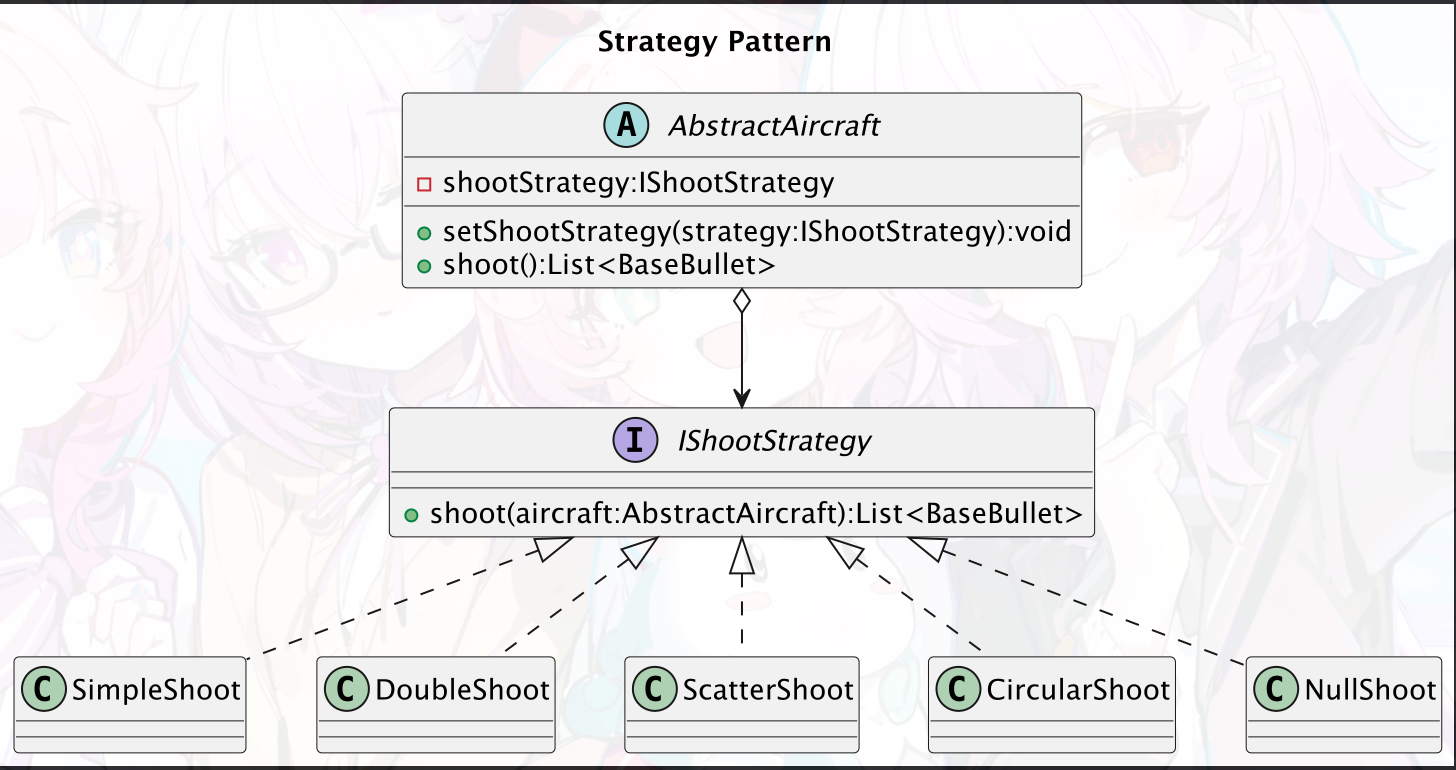 Strategy Pattern
A AbstractAircraft
shootStrategy:IShootStrategy
setShootStrategy(strategy:IShootStrategy):void
shoot():List<BaseBullet>
I IShootStrategy
shoot(aircraft:AbstractAircraft):List<BaseBullet>
C SimpleShoot
C DoubleShoot
C ScatterShoot
C CircularShoot
C NullShoot